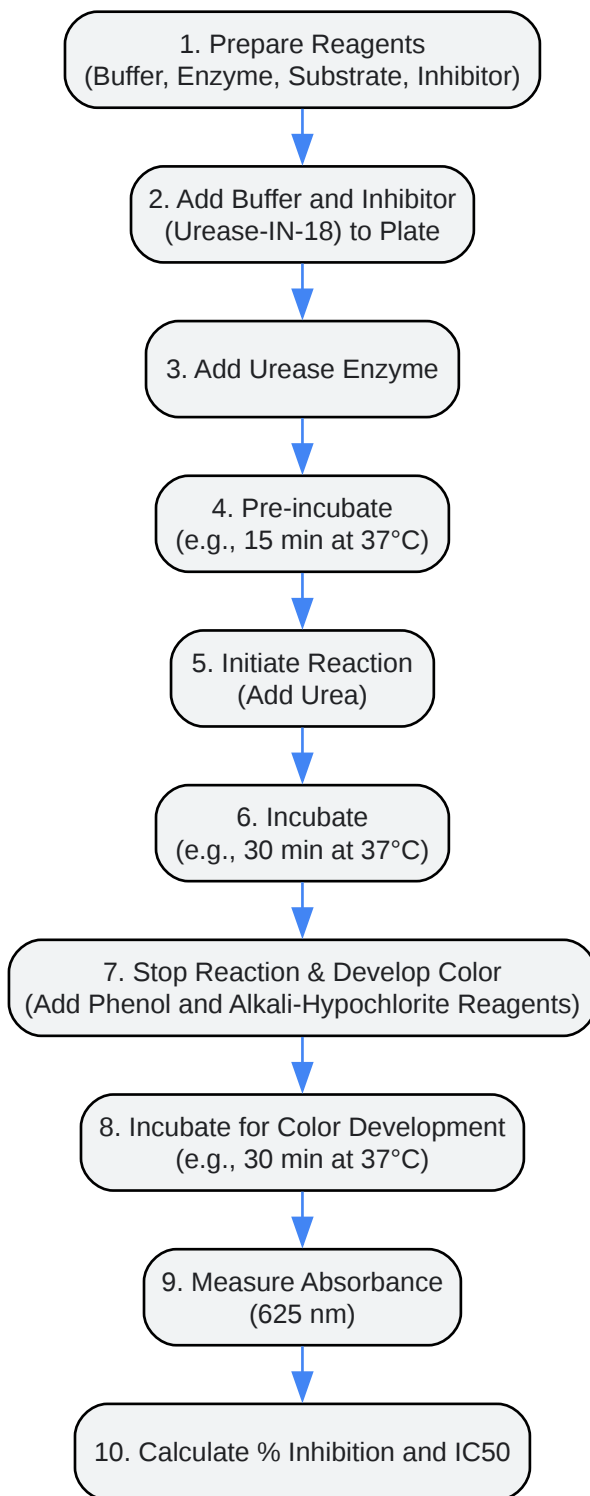 1. Prepare Reagents
(Buffer, Enzyme, Substrate, Inhibitor)
2. Add Buffer and Inhibitor
(Urease-IN-18) to Plate
3. Add Urease Enzyme
4. Pre-incubate
(e.g., 15 min at 37°C)
5. Initiate Reaction
(Add Urea)
6. Incubate
(e.g., 30 min at 37°C)
7. Stop Reaction & Develop Color
(Add Phenol and Alkali-Hypochlorite Reagents)
8. Incubate for Color Development
(e.g., 30 min at 37°C)
9. Measure Absorbance
(625 nm)
10. Calculate % Inhibition and IC50